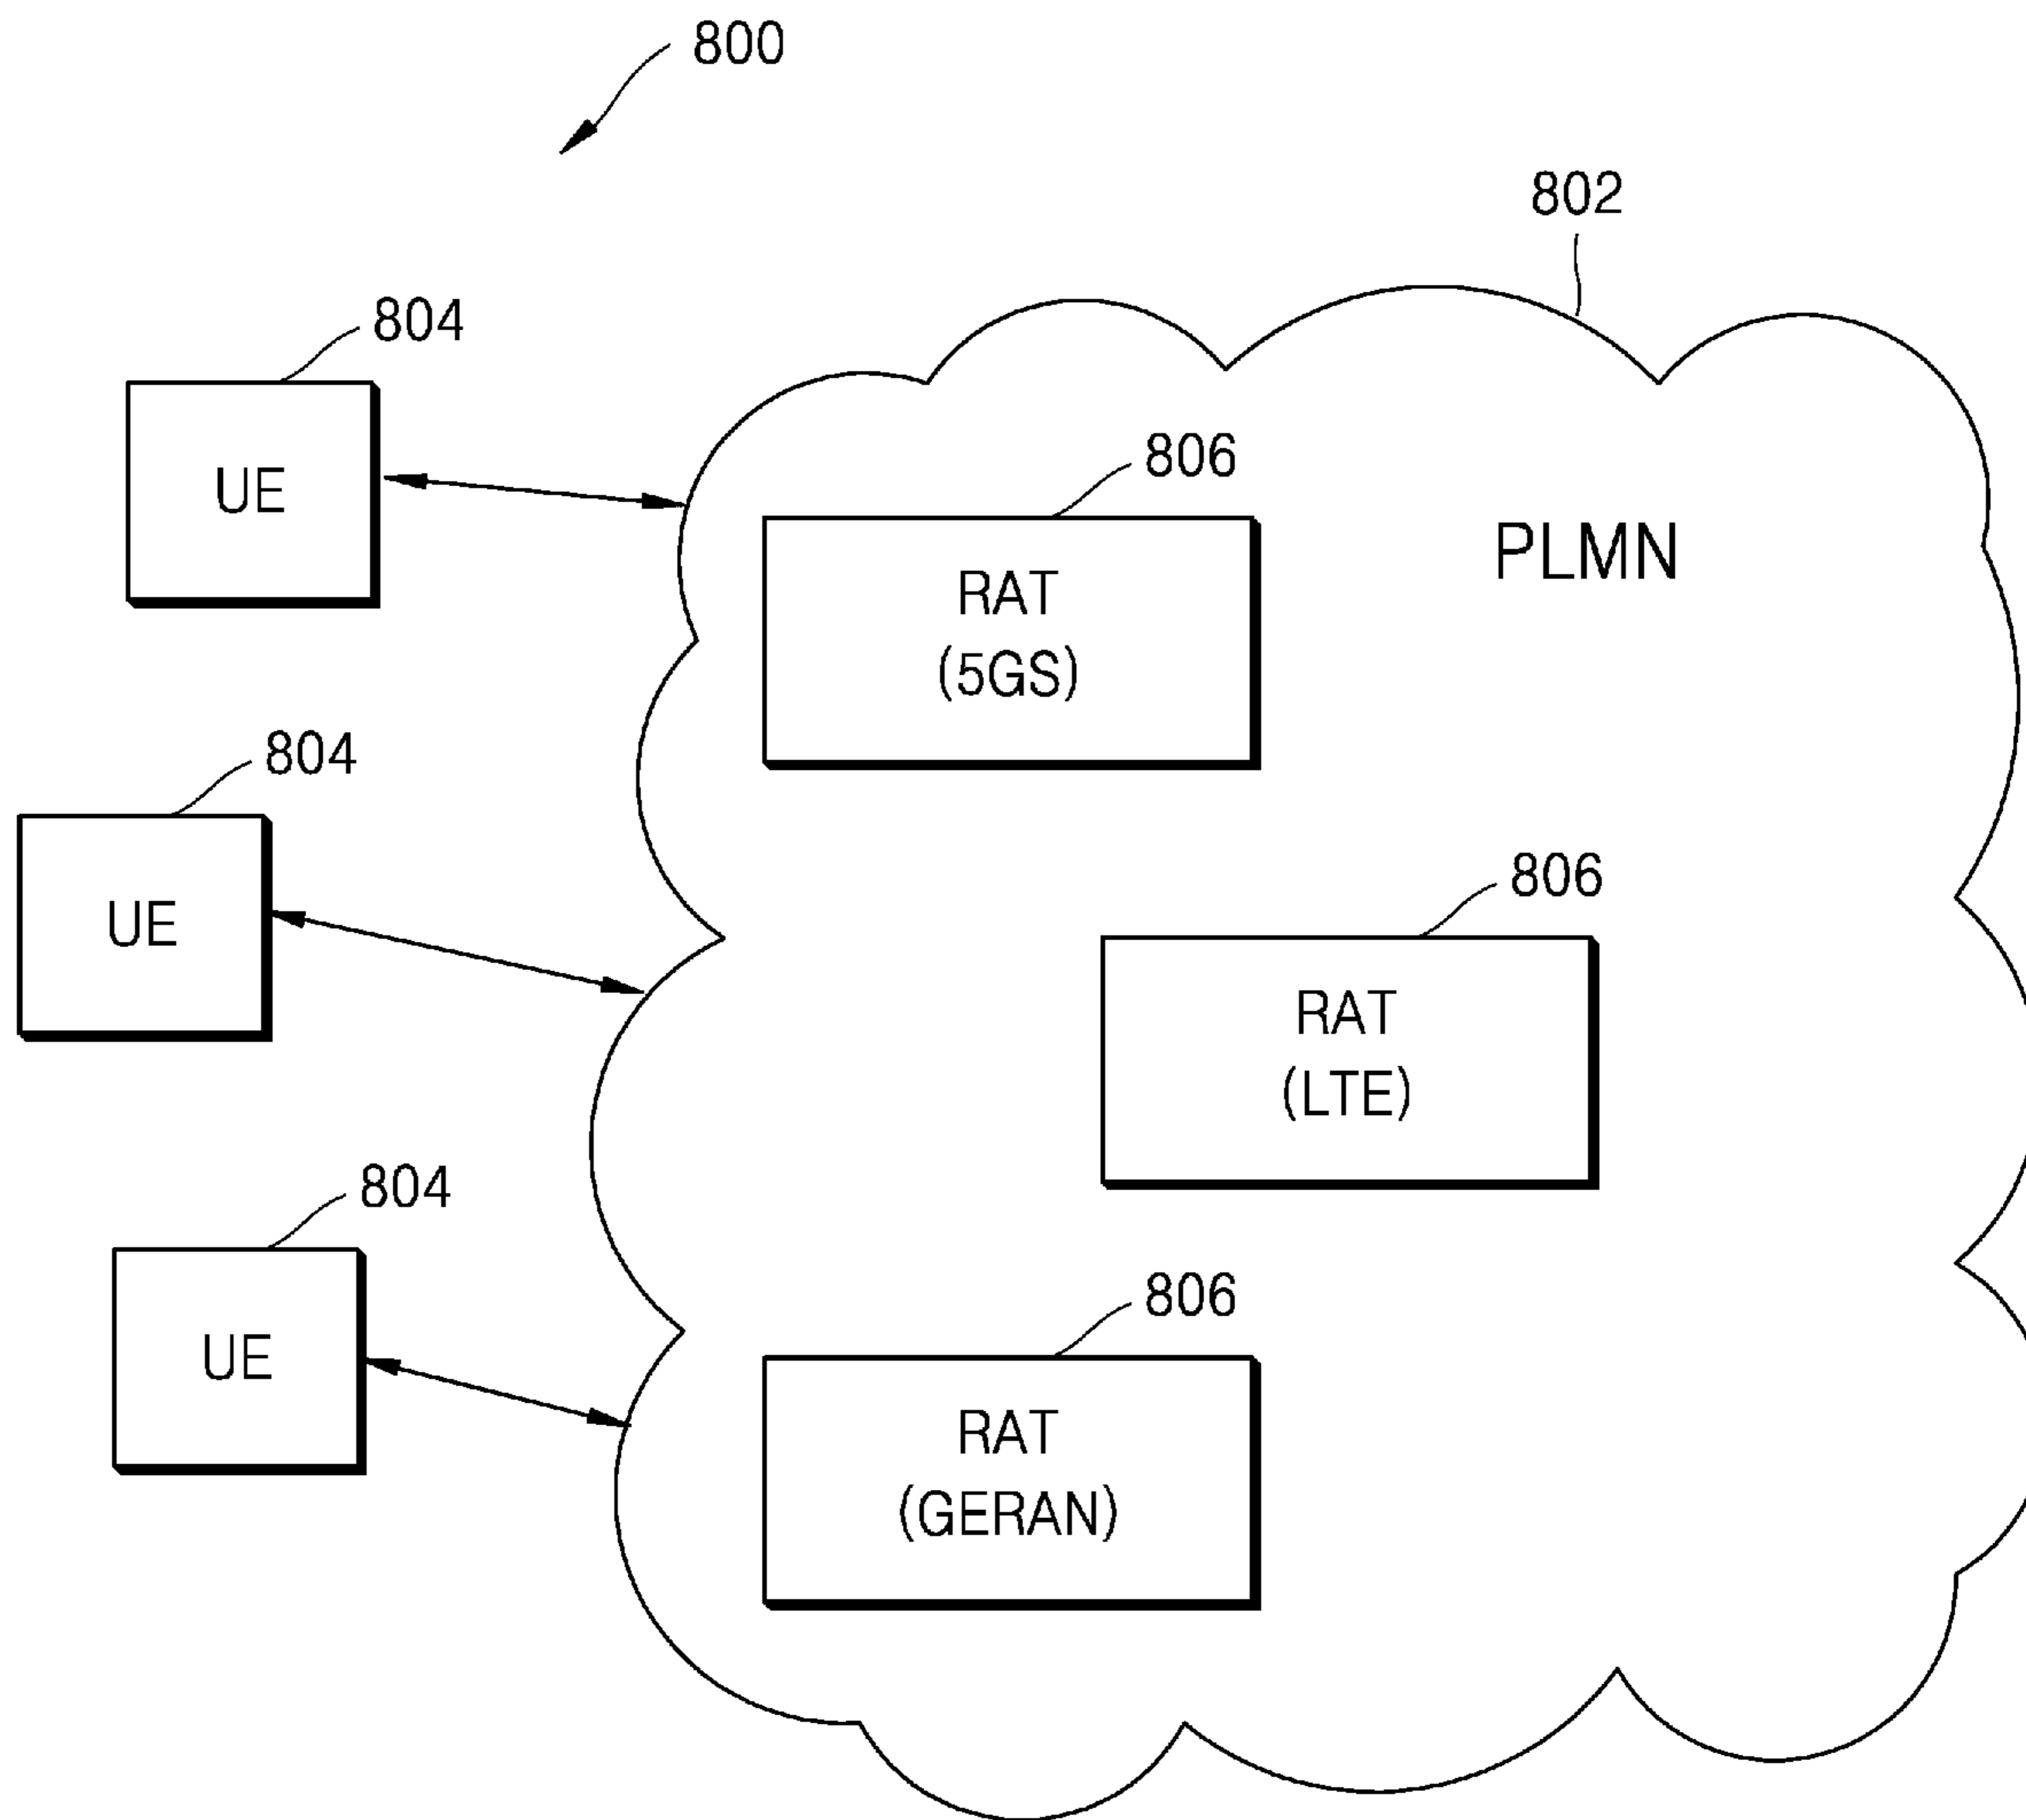 800
802
804
UE
806
RAT
(5GS)
PLMN
804
UE
806
RAT
(LTE)
804
UE
806
RAT
(GERAN)